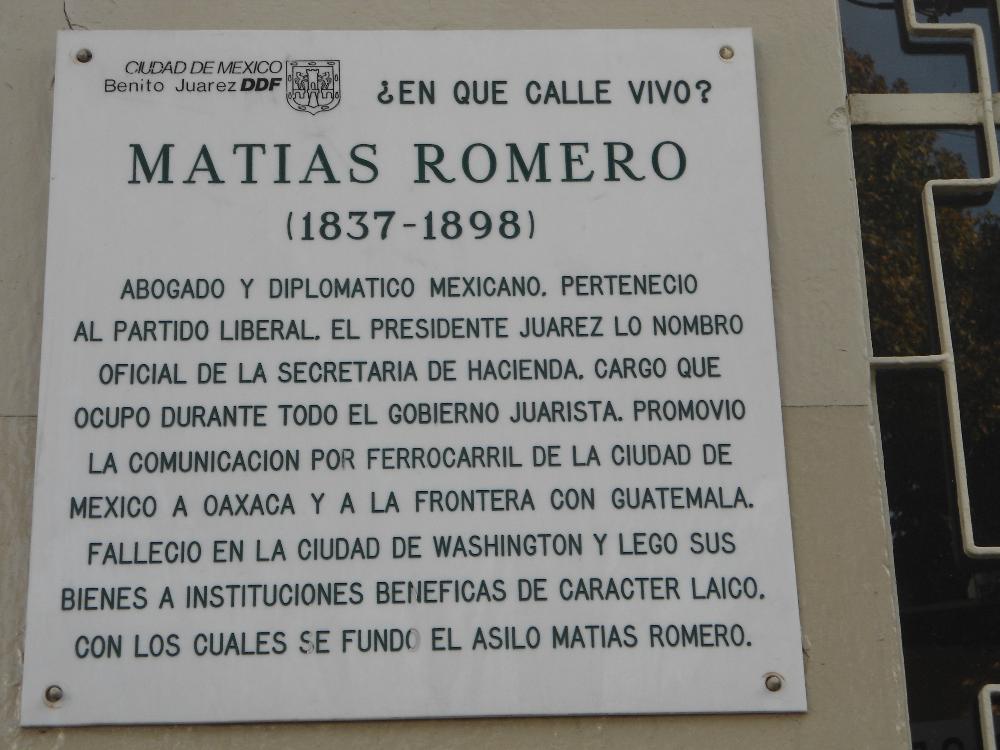 CIUDAD DE MEXICO
Benito Juarez DDF
¿EN QUE CALLE VIVO?
MATIAS ROMERO
(1837-1898)
ABOGADO Y DIPLOMATICO MEXICANO. PERTENECIO
AL PARTIDO LIBERAL. EL PRESIDENTE JUAREZ LO NOMBRO
OFICIAL DE LA SECRETARIA DE HACIENDA. CARGO QUE
OCUPO DURANTE TODO EL GOBIERNO JUARISTA. PROMOVIO
LA COMUNICACION POR FERROCARRIL DE LA CIUDAD DE
MEXICO A OAXACA Y A LA FRONTERA CON GUATEMALA.
FALLECIO EN LA CIUDAD DE WASHINGTON Y LEGO SUS
BIENES A INSTITUCIONES BENEFICAS DE CARACTER LAICO.
CON LOS CUALES SE FUNDO EL ASILO MATIAS ROMERO.